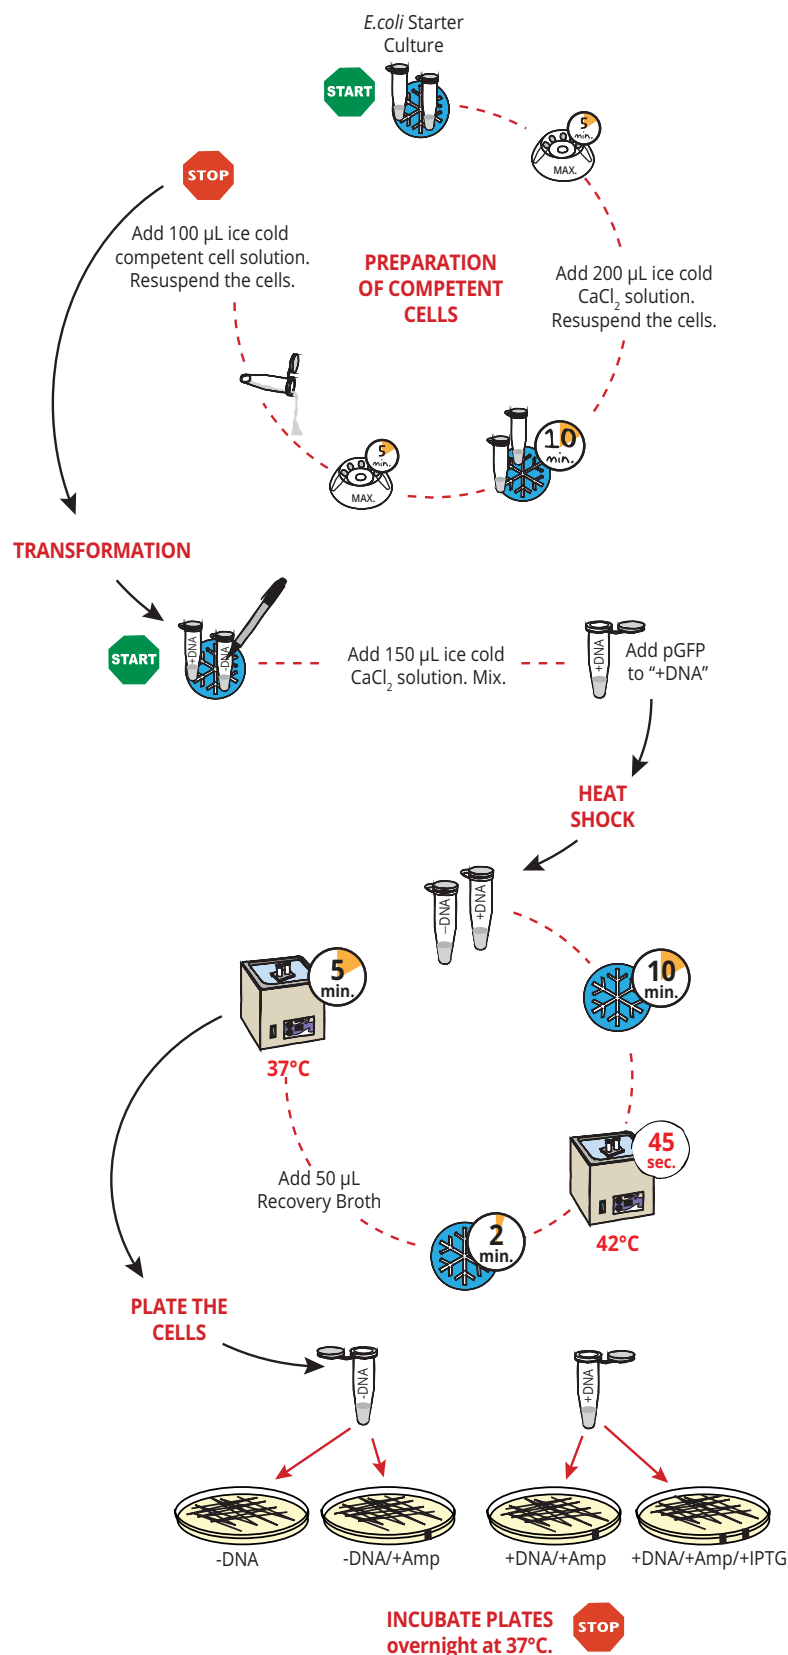 E.coli Starter
Culture
START
5
min.
MAX.
STOP
Add 100 µL ice cold
competent cell solution.
Resuspend the cells.
PREPARATION
OF COMPETENT
CELLS
Add 200 µL ice cold
CaCl2 solution.
Resuspend the cells.
10
min.
5
min.
MAX.
TRANSFORMATION
START
+DNA
-DNA
Add 150 µL ice cold
CaCl2 solution. Mix.
+DNA
Add pGFP
to “+DNA”
HEAT
SHOCK
–DNA
+DNA
10
min.
45
sec.
42°C
2
min.
Add 50 µL
Recovery Broth
5
min.
37°C
PLATE THE
CELLS
-DNA
+DNA
-DNA
-DNA/+Amp
+DNA/+Amp
+DNA/+Amp/+IPTG
INCUBATE PLATES
overnight at 37°C.
STOP